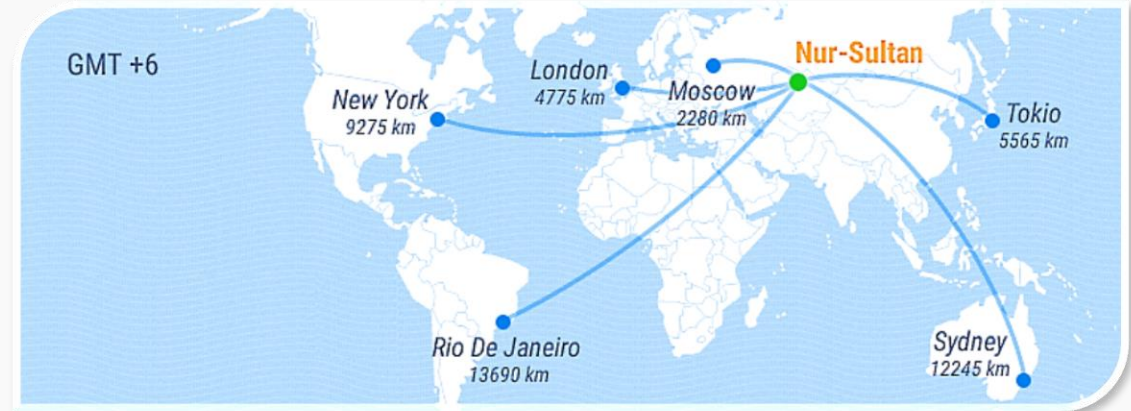 GMT +6
Nur-Sultan
London
4775 km
Moscow
2280 km
New York
9275 km
Tokio
5565 km
Rio De Janeiro
13690 km
Sydney
12245 km